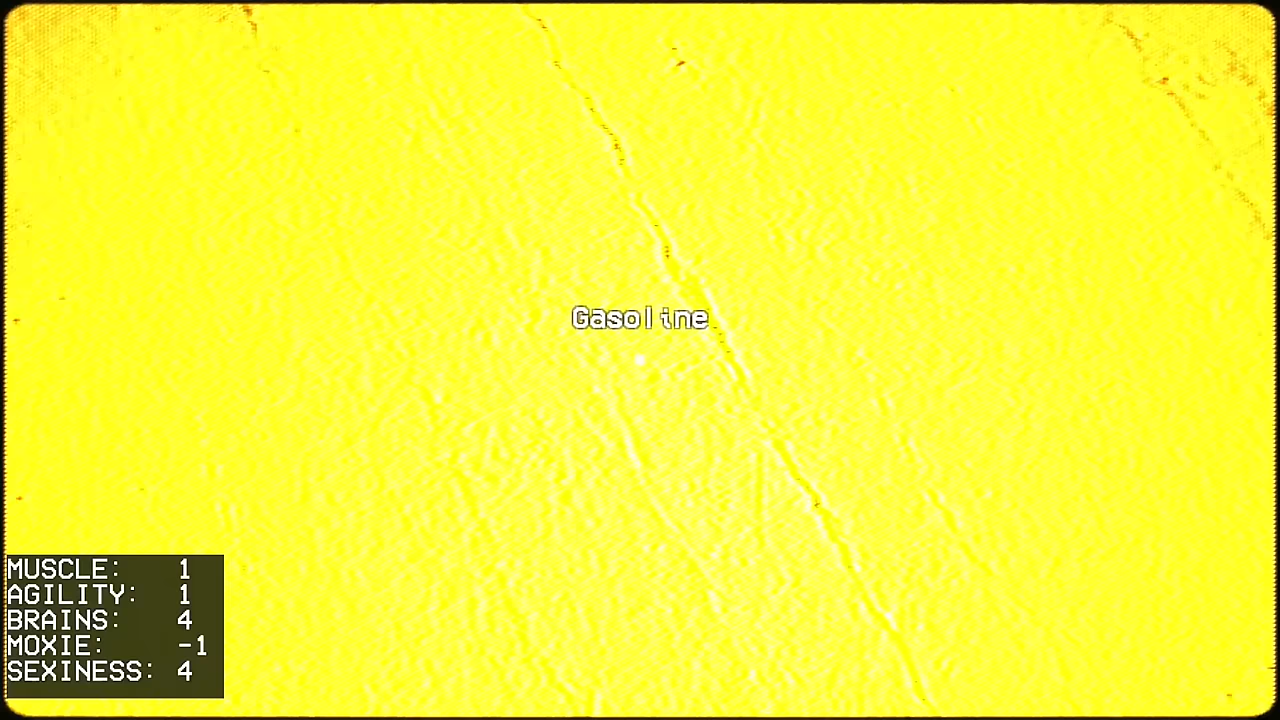 Gasoline
MUSCLE: 1
AGILITY: 1
BRAINS: 4
MOXIE: -1
SEXINESS: 4